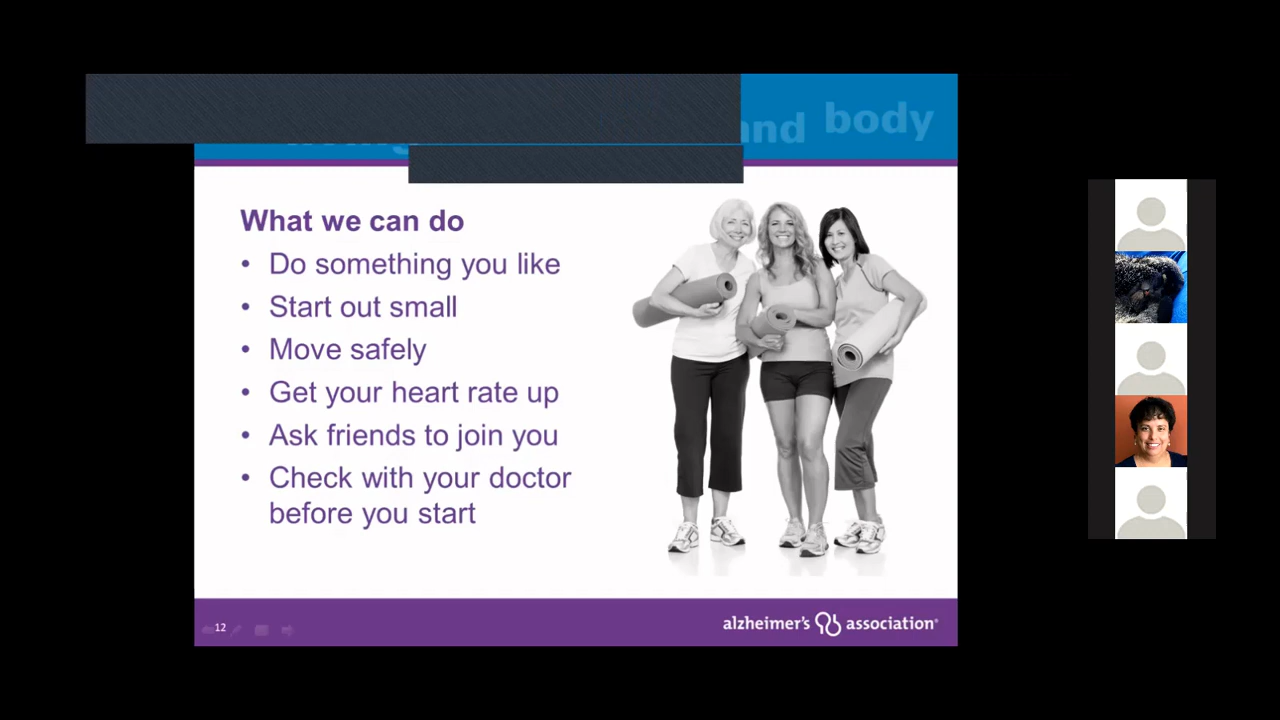 and body
What we can do
• Do something you like
• Start out small
• Move safely
• Get your heart rate up
• Ask friends to join you
• Check with your doctor
before you start
12
alzheimer's association®